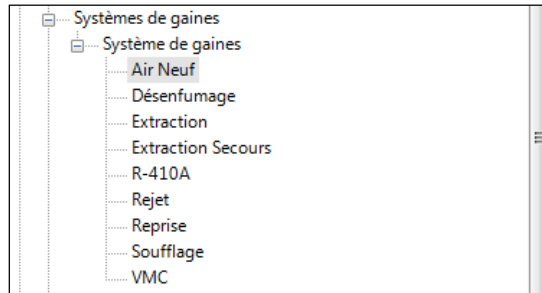 Systèmes de gaines
Système de gaines
Air Neuf
Désenfumage
Extraction
Extraction Secours
R-410A
Rejet
Reprise
Soufflage
VMC